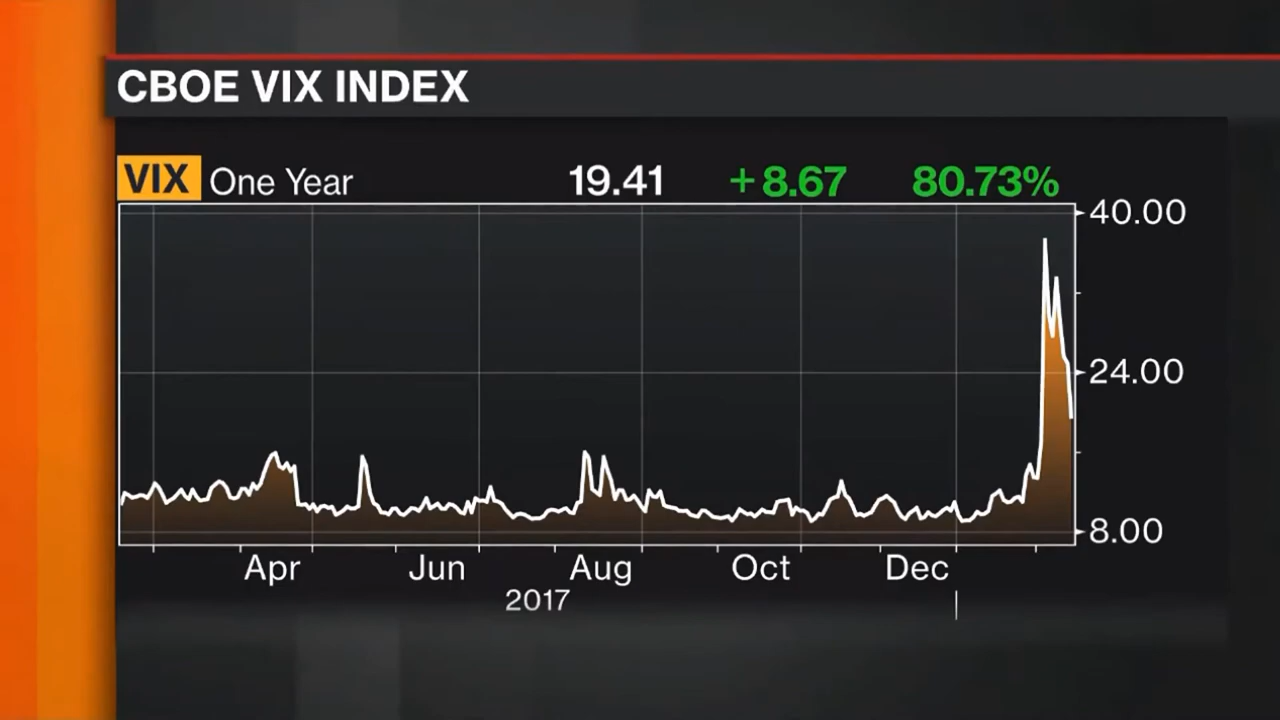 CBOE VIX INDEX
VIX One Year 19.41 +8.67 80.73%
40.00
24.00
8.00
Apr Jun Aug Oct Dec
2017